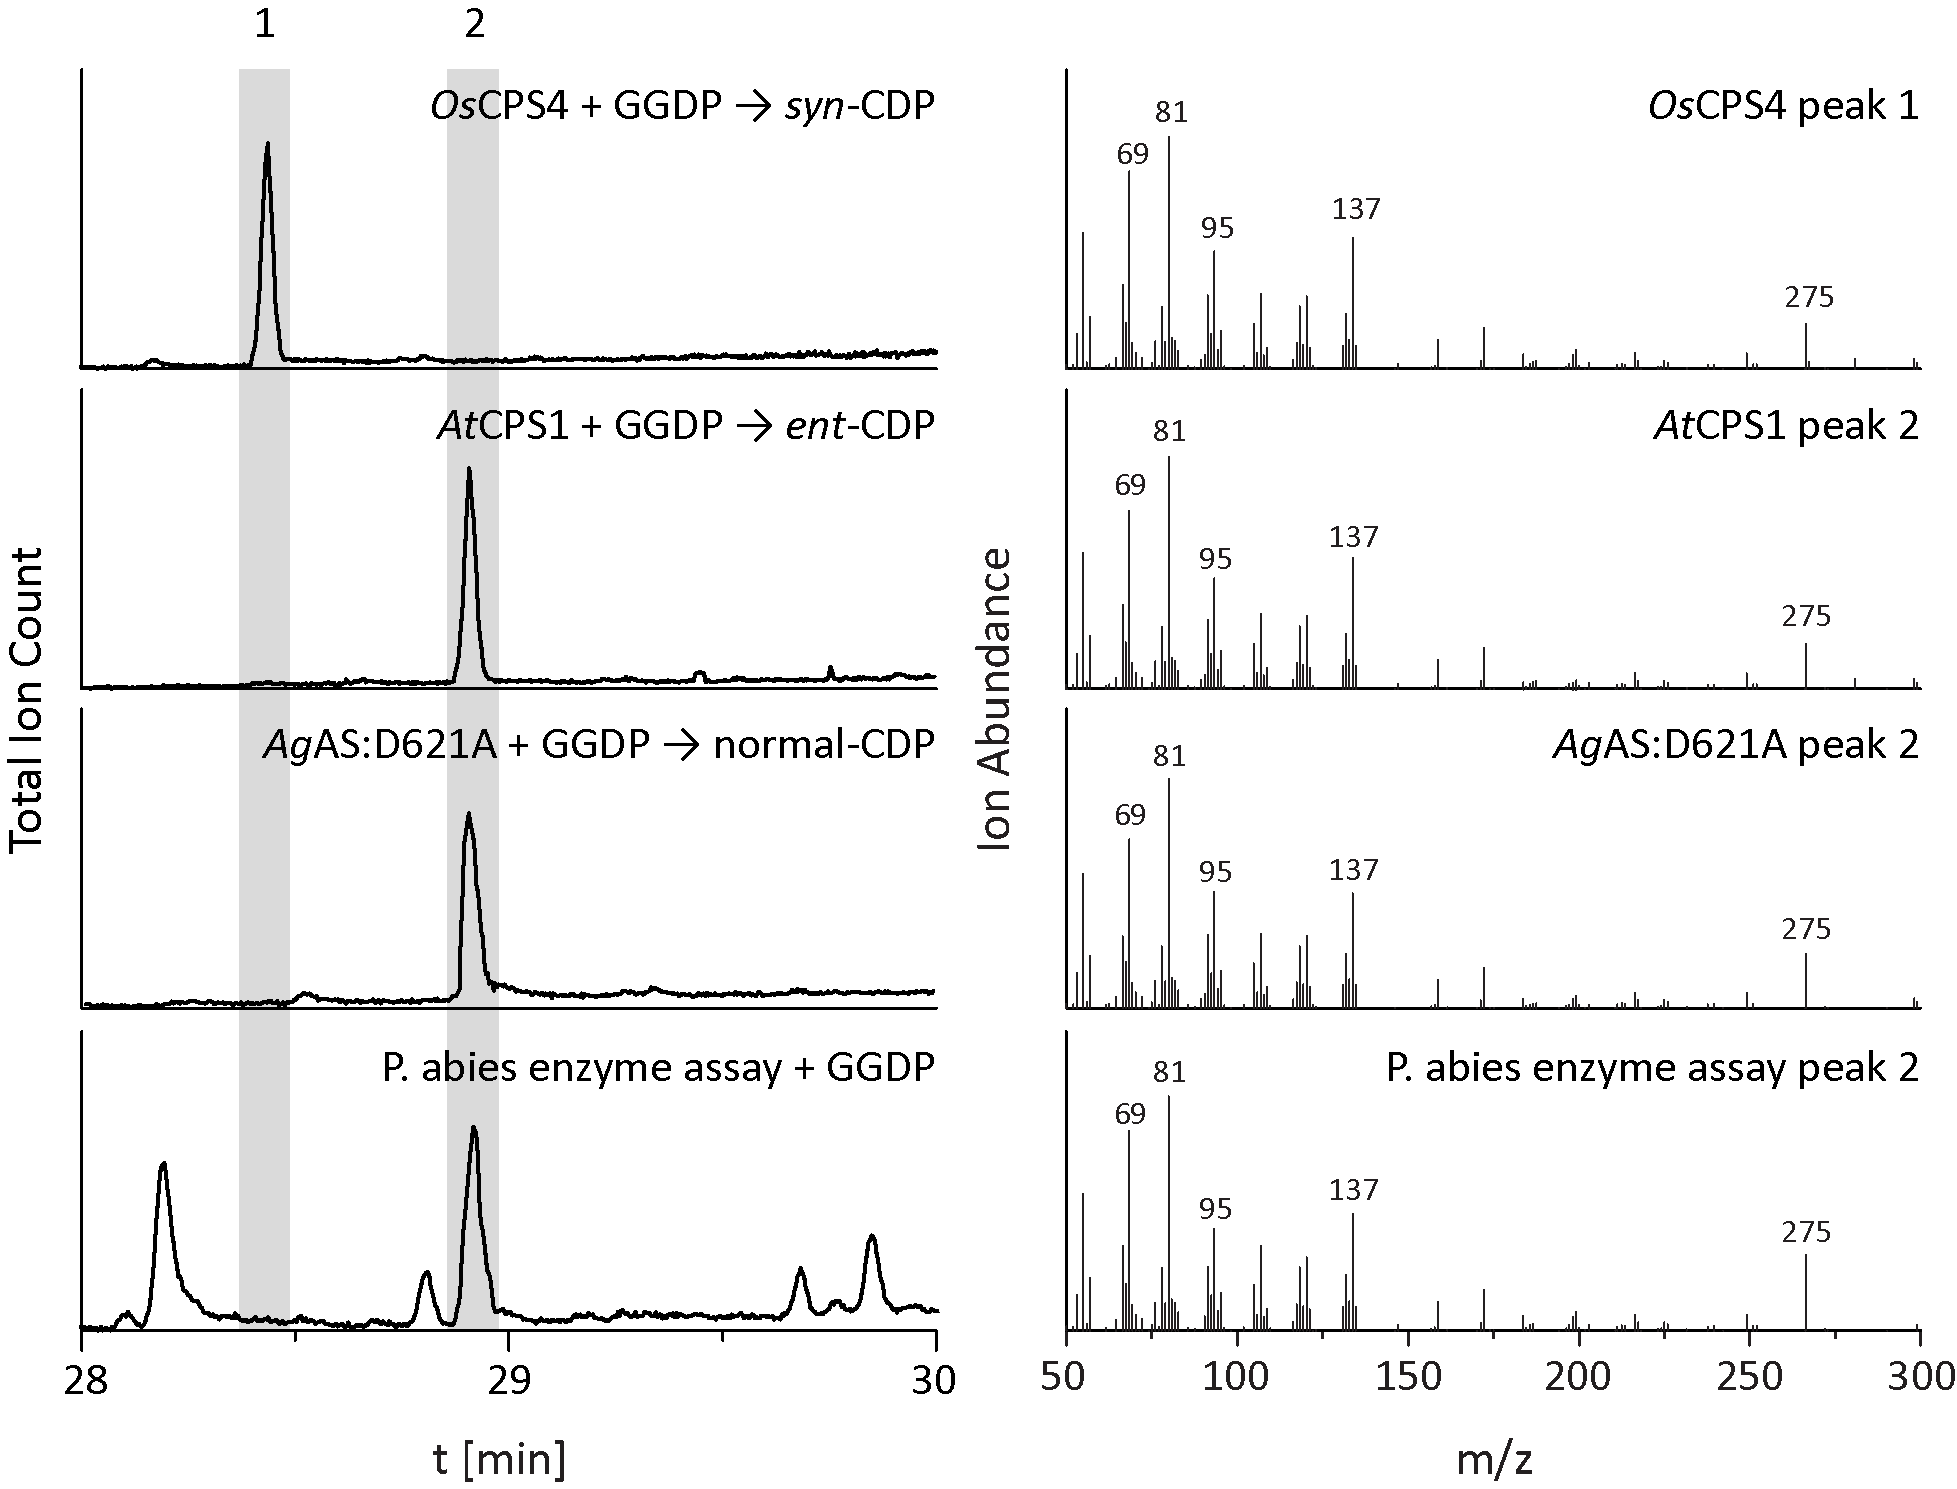 1
2
OsCPS4 + GGDP → syn-CDP
AtCPS1 + GGDP → ent-CDP
AgAS:D621A + GGDP → normal-CDP
P. abies enzyme assay + GGDP
Total Ion Count
28
29
30
t [min]
OsCPS4 peak 1
81
69
95
137
275
AtCPS1 peak 2
81
69
95
137
275
AgAS:D621A peak 2
81
69
95
137
275
P. abies enzyme assay peak 2
81
69
95
137
275
Ion Abundance
50
100
150
200
250
300
m/z